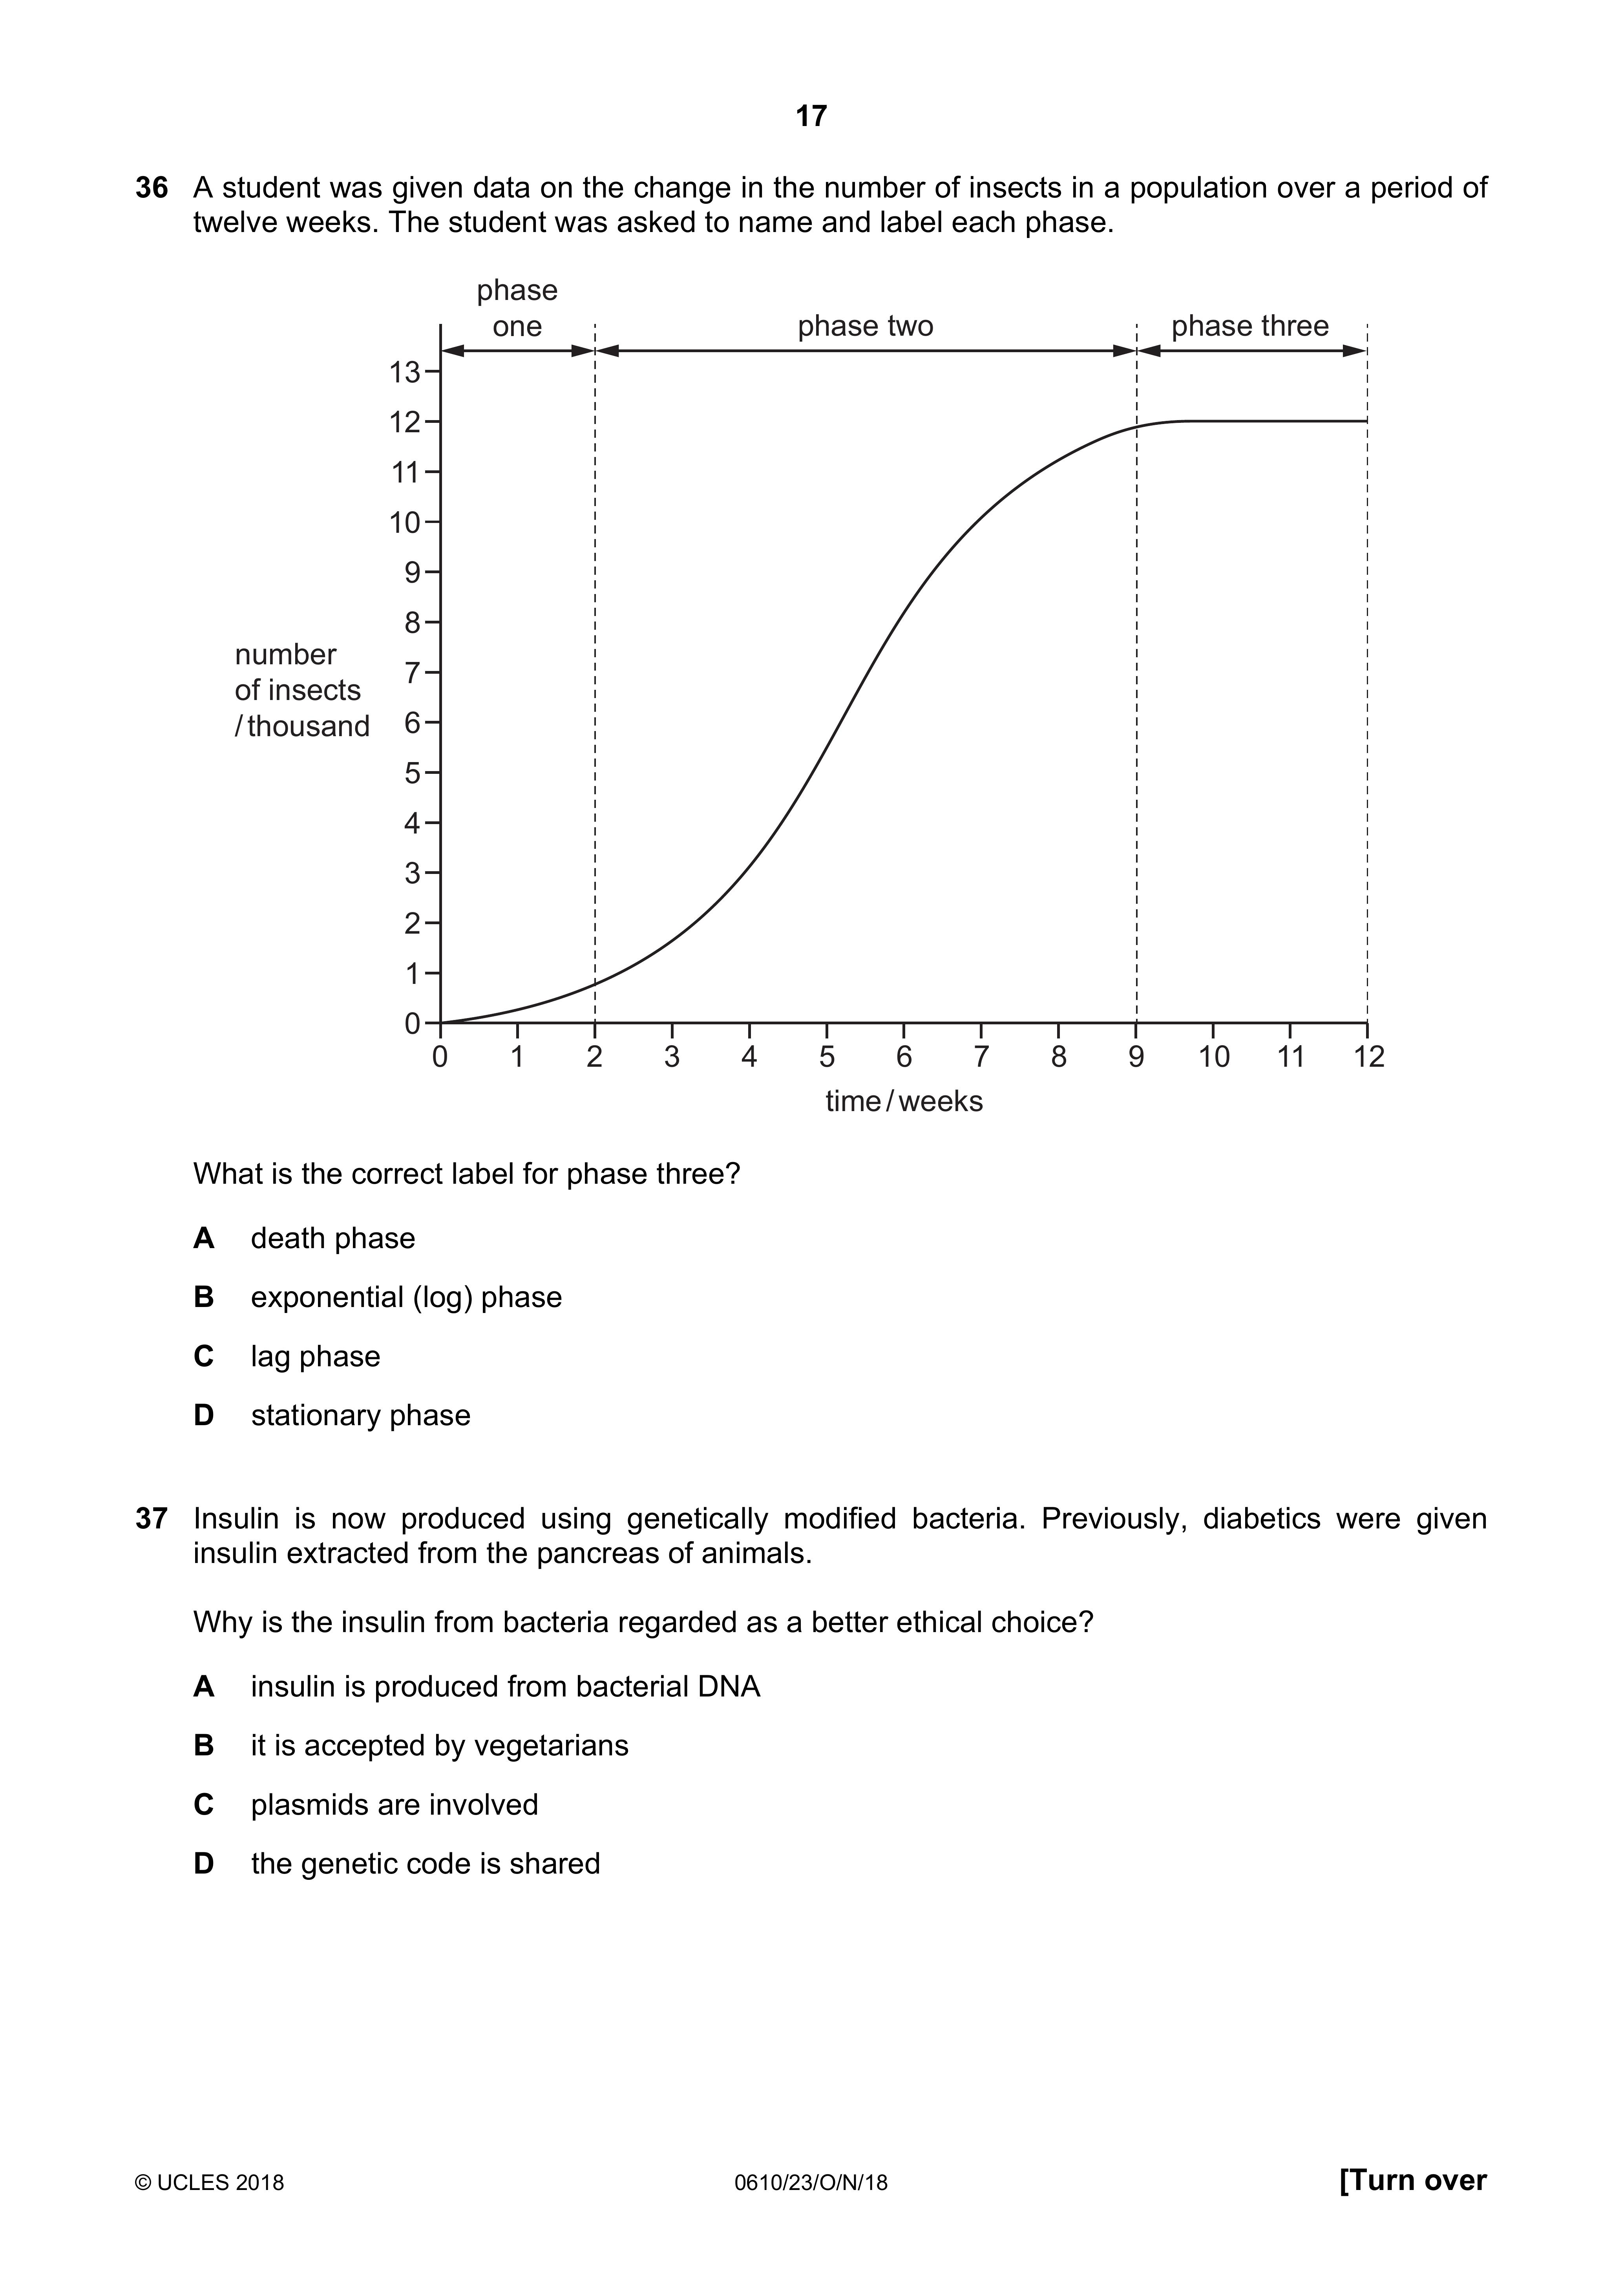 17
36 A student was given data on the change in the number of insects in a population over a period of
twelve weeks. The student was asked to name and label each phase.
phase
one
phase two
phase three
13
12
11
10
9
8
7
6
5
4
3
2
1
0
number
of insects
/ thousand
0 1 2 3 4 5 6 7 8 9 10 11 12
time / weeks
What is the correct label for phase three?
A death phase
B exponential (log) phase
C lag phase
D stationary phase
37 Insulin is now produced using genetically modified bacteria. Previously, diabetics were given
insulin extracted from the pancreas of animals.
Why is the insulin from bacteria regarded as a better ethical choice?
A insulin is produced from bacterial DNA
B it is accepted by vegetarians
C plasmids are involved
D the genetic code is shared
© UCLES 2018 0610/23/O/N/18 [Turn over